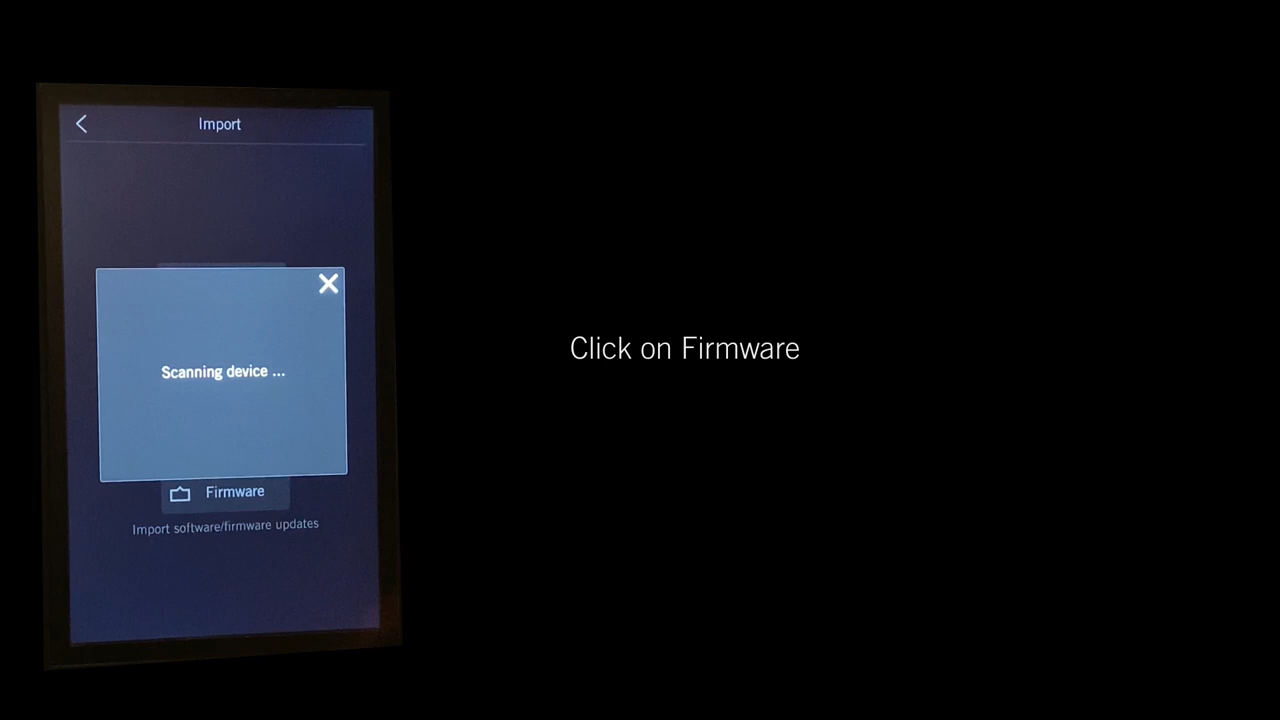 Import
Scanning device ...
Firmware
Import software/firmware updates
Click on Firmware